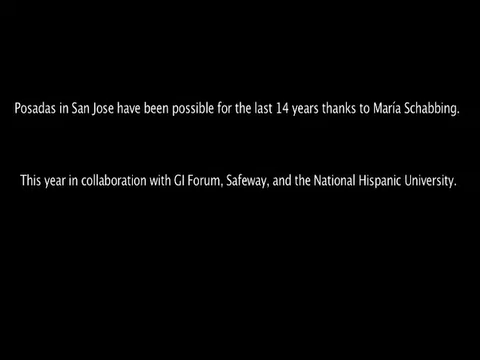 Posadas in San Jose have been possible for the last 14 years thanks to María Schabbing.
This year in collaboration with GI Forum, Safeway, and the National Hispanic University.